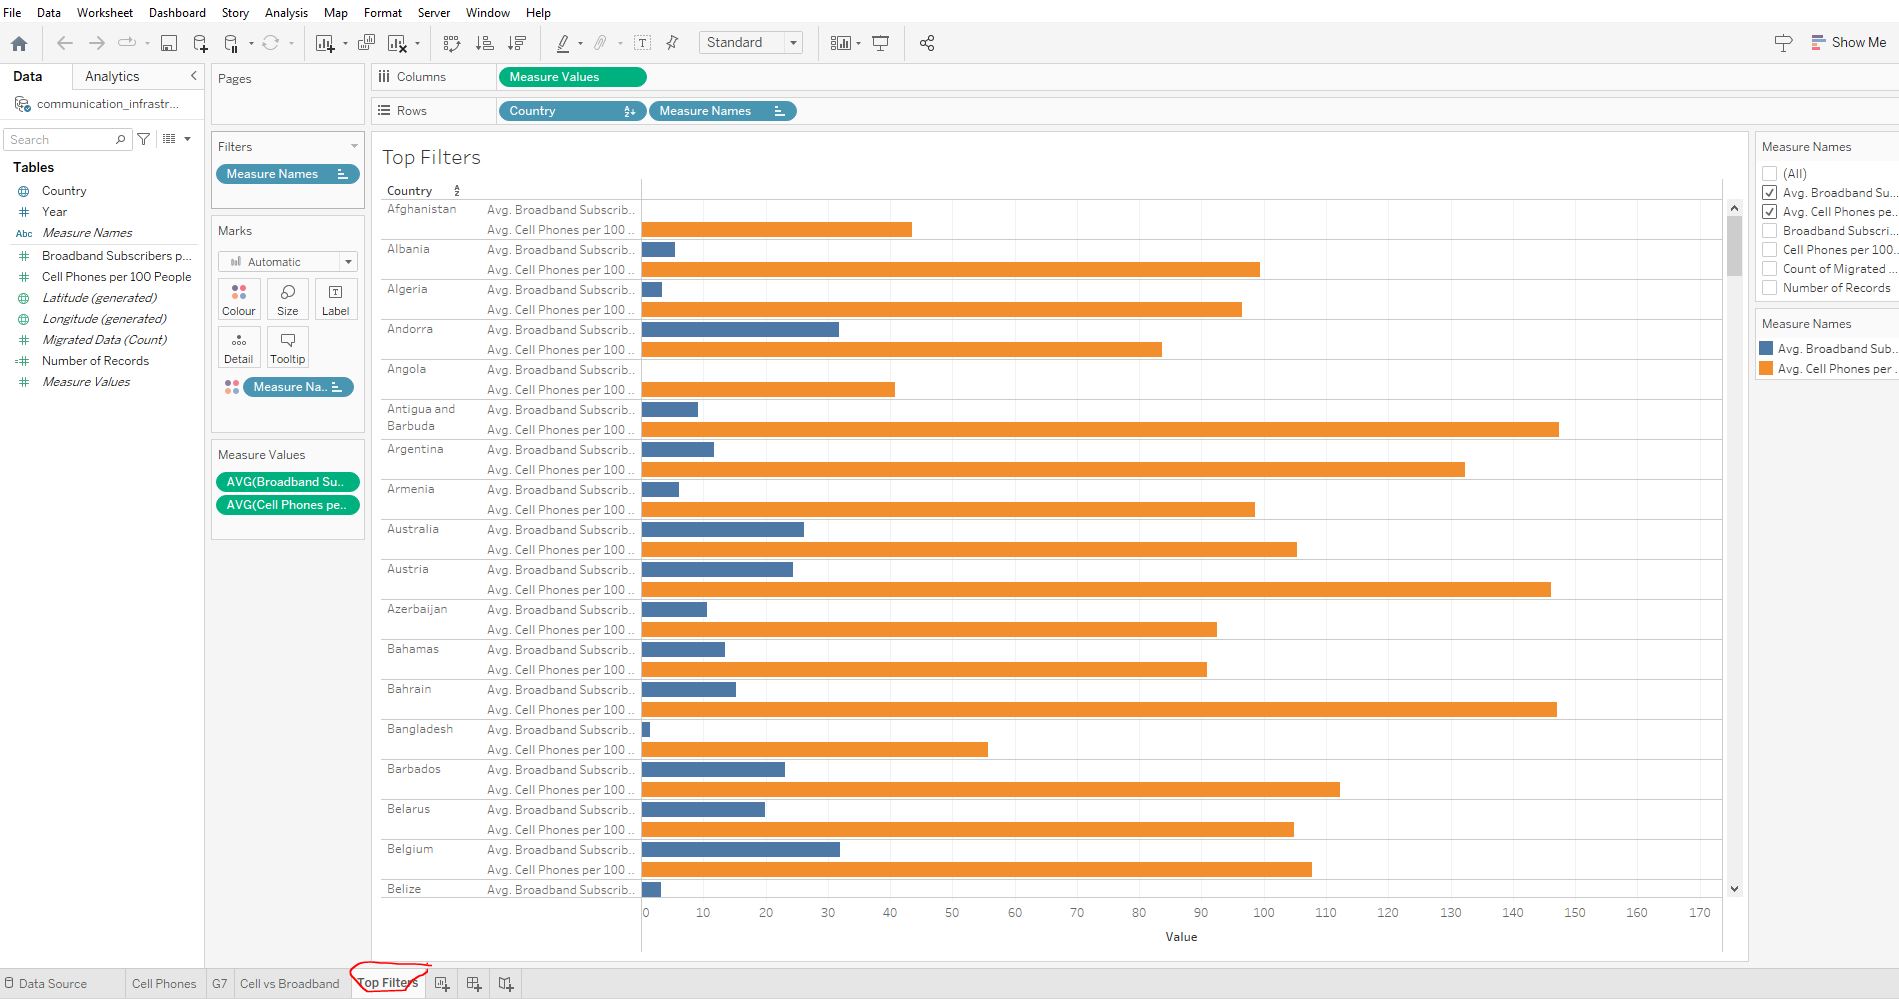 File Data Worksheet Dashboard Story Analysis Map Format Server Window Help
Standard
Show Me
Data Analytics
communication_infrastr...
Search
Tables
Country
Year
Abc Measure Names
Broadband Subscribers p...
Cell Phones per 100 People
Latitude (generated)
Longitude (generated)
Migrated Data (Count)
Number of Records
Measure Values
Pages
Filters
Measure Names
Marks
Automatic
Colour Size Label
Detail Tooltip
Measure Na..
Measure Values
AVG(Broadband Su..
AVG(Cell Phones pe..
Columns Measure Values
Rows Country Measure Names
Top Filters
Country
Afghanistan Avg. Broadband Subscrib..
Avg. Cell Phones per 100 ..
Albania Avg. Broadband Subscrib..
Avg. Cell Phones per 100 ..
Algeria Avg. Broadband Subscrib..
Avg. Cell Phones per 100 ..
Andorra Avg. Broadband Subscrib..
Avg. Cell Phones per 100 ..
Angola Avg. Broadband Subscrib..
Avg. Cell Phones per 100 ..
Antigua and Avg. Broadband Subscrib..
Barbuda Avg. Cell Phones per 100 ..
Argentina Avg. Broadband Subscrib..
Avg. Cell Phones per 100 ..
Armenia Avg. Broadband Subscrib..
Avg. Cell Phones per 100 ..
Australia Avg. Broadband Subscrib..
Avg. Cell Phones per 100 ..
Austria Avg. Broadband Subscrib..
Avg. Cell Phones per 100 ..
Azerbaijan Avg. Broadband Subscrib..
Avg. Cell Phones per 100 ..
Bahamas Avg. Broadband Subscrib..
Avg. Cell Phones per 100 ..
Bahrain Avg. Broadband Subscrib..
Avg. Cell Phones per 100 ..
Bangladesh Avg. Broadband Subscrib..
Avg. Cell Phones per 100 ..
Barbados Avg. Broadband Subscrib..
Avg. Cell Phones per 100 ..
Belarus Avg. Broadband Subscrib..
Avg. Cell Phones per 100 ..
Belgium Avg. Broadband Subscrib..
Avg. Cell Phones per 100 ..
Belize Avg. Broadband Subscrib..
0 10 20 30 40 50 60 70 80 90 100 110 120 130 140 150 160 170
Value
Measure Names
(All)
Avg. Broadband Su...
Avg. Cell Phones pe...
Broadband Subscri...
Cell Phones per 100...
Count of Migrated ...
Number of Records
Measure Names
Avg. Broadband Sub..
Avg. Cell Phones per ..
Data Source Cell Phones G7 Cell vs Broadband Top Filters